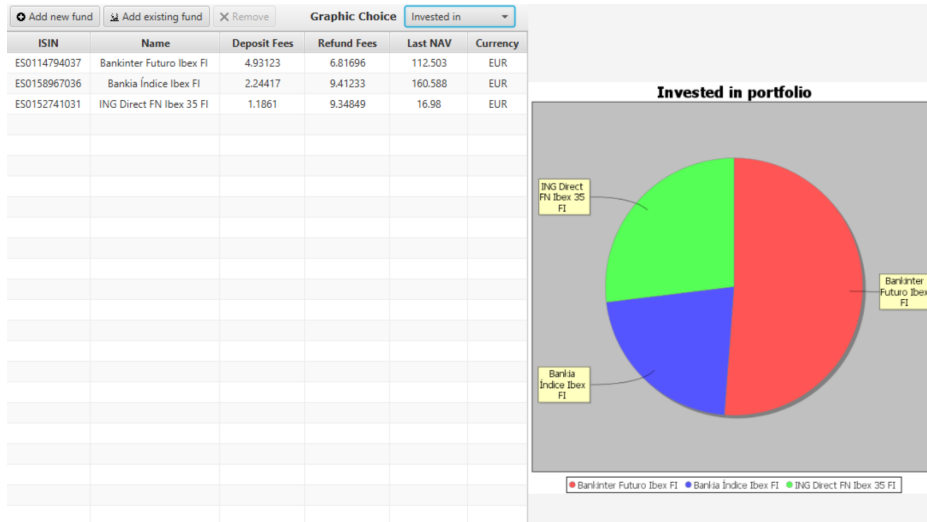 Add new fund Add existing fund Remove Graphic Choice Invested in
ISIN Name Deposit Fees Refund Fees Last NAV Currency
ES0114794037 Bankinter Futuro Ibex FI 4.93123 6.81696 112.503 EUR
ES0158967036 Bankia Índice Ibex FI 2.24417 9.41233 160.588 EUR
ES0152741031 ING Direct FN Ibex 35 FI 1.1861 9.34849 16.98 EUR
Invested in portfolio
ING Direct
FN Ibex 35
FI
Bankinter
Futuro Ibex
FI
Bankia
Índice Ibex
FI
Bankinter Futuro Ibex FI Bankia Índice Ibex FI ING Direct FN Ibex 35 FI